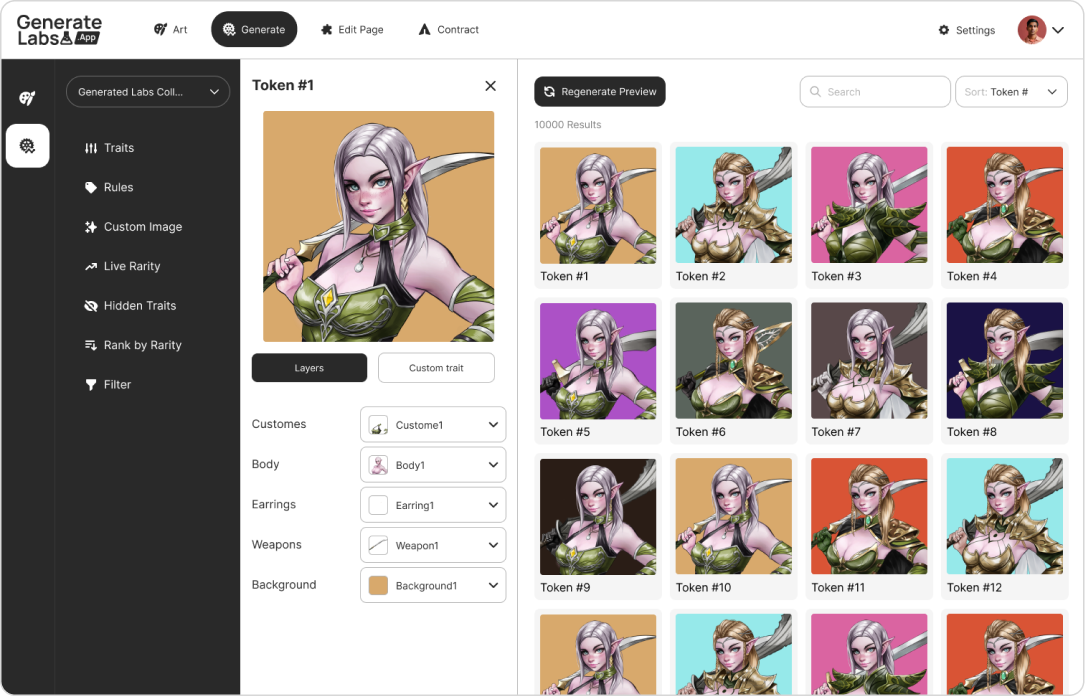 Generate
Labs .App
Art
Generate
Edit Page
Contract
Settings
Generated Labs Coll...
Traits
Rules
Custom Image
Live Rarity
Hidden Traits
Rank by Rarity
Filter
Token #1
Layers
Custom trait
Customes
Custome1
Body
Body1
Earrings
Earring1
Weapons
Weapon1
Background
Background1
Regenerate Preview
Search
Sort: Token #
10000 Results
Token #1
Token #2
Token #3
Token #4
Token #5
Token #6
Token #7
Token #8
Token #9
Token #10
Token #11
Token #12